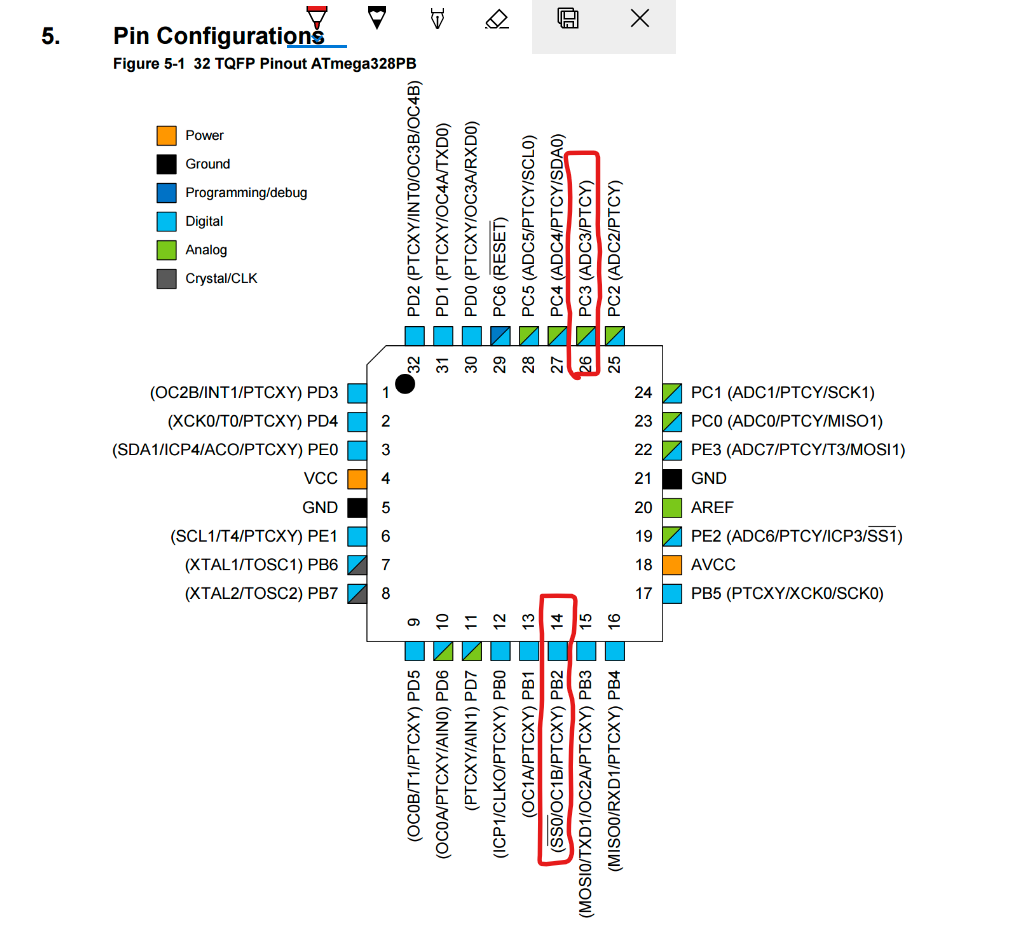 5. Pin Configurations
Figure 5-1 32 TQFP Pinout ATmega328PB
Power
Ground
Programming/debug
Digital
Analog
Crystal/CLK
PD2 (PTCXY/INT0/OC3B/OC4B)
PD1 (PTCXY/OC4A/TXD0)
PD0 (PTCXY/OC3A/RXD0)
PC6 (RESET)
PC5 (ADC5/PTCY/SCL0)
PC4 (ADC4/PTCY/SDA0)
PC3 (ADC3/PTCY)
PC2 (ADC2/PTCY)
32 31 30 29 28 27 26 25
(OC2B/INT1/PTCXY) PD3 1
(XCK0/T0/PTCXY) PD4 2
(SDA1/ICP4/ACO/PTCXY) PE0 3
VCC 4
GND 5
(SCL1/T4/PTCXY) PE1 6
(XTAL1/TOSC1) PB6 7
(XTAL2/TOSC2) PB7 8
24 PC1 (ADC1/PTCY/SCK1)
23 PC0 (ADC0/PTCY/MISO1)
22 PE3 (ADC7/PTCY/T3/MOSI1)
21 GND
20 AREF
19 PE2 (ADC6/PTCY/ICP3/SS1)
18 AVCC
17 PB5 (PTCXY/XCK0/SCK0)
9 10 11 12 13 14 15 16
(OC0B/T1/PTCXY) PD5
(OC0A/PTCXY/AIN0) PD6
(PTCXY/AIN1) PD7
(ICP1/CLKO/PTCXY) PB0
(OC1A/PTCXY) PB1
(SS0/OC1B/PTCXY) PB2
(MOSI0/TXD1/OC2A/PTCXY) PB3
(MISO0/RXD1/PTCXY) PB4